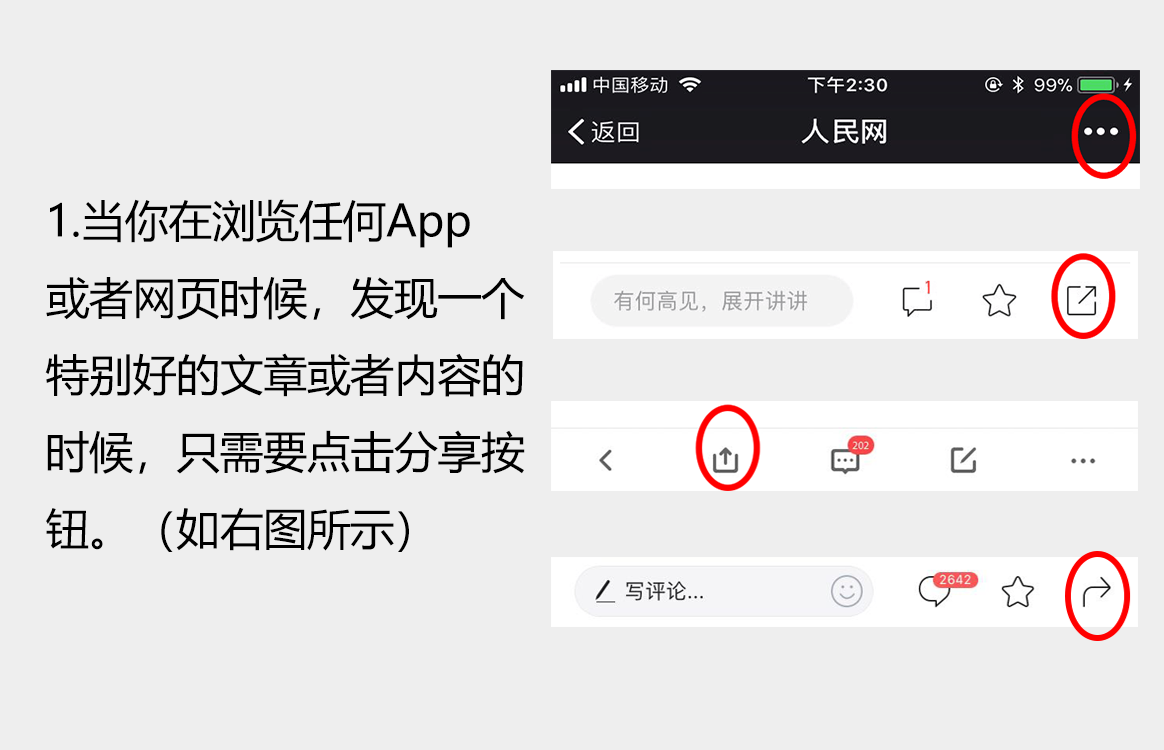 1.当你在浏览任何App
或者网页时候，发现一个
特别好的文章或者内容的
时候，只需要点击分享按
钮。（如右图所示）
中国移动 下午2:30 99%
返回 人民网
有何高见，展开讲讲 1
202
写评论... 2642